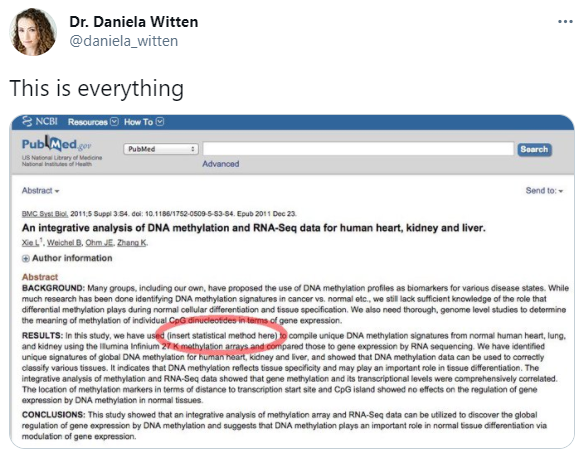 Dr. Daniela Witten
@daniela_witten
This is everything
NCBI Resources How To
PubMed.gov
US National Library of Medicine
National Institutes of Health
PubMed
Search
Advanced
Abstract
Send to:
BMC Syst Biol. 2011;5 Suppl 3:S4. doi: 10.1186/1752-0509-5-S3-S4. Epub 2011 Dec 23.
An integrative analysis of DNA methylation and RNA-Seq data for human heart, kidney and liver.
Xie L1, Weichel B, Ohm JE, Zhang K.
Author information
Abstract
BACKGROUND: Many groups, including our own, have proposed the use of DNA methylation profiles as biomarkers for various disease states. While
much research has been done identifying DNA methylation signatures in cancer vs. normal etc., we still lack sufficient knowledge of the role that
differential methylation plays during normal cellular differentiation and tissue specification. We also need thorough, genome level studies to determine
the meaning of methylation of individual CpG dinucleotides in terms of gene expression.
RESULTS: In this study, we have used (insert statistical method here) to compile unique DNA methylation signatures from normal human heart, lung,
and kidney using the Illumina Infinium 27 K methylation arrays and compared those to gene expression by RNA sequencing. We have identified
unique signatures of global DNA methylation for human heart, kidney and liver, and showed that DNA methylation data can be used to correctly
classify various tissues. It indicates that DNA methylation reflects tissue specificity and may play an important role in tissue differentiation. The
integrative analysis of methylation and RNA-Seq data showed that gene methylation and its transcriptional levels were comprehensively correlated.
The location of methylation markers in terms of distance to transcription start site and CpG island showed no effects on the regulation of gene
expression by DNA methylation in normal tissues.
CONCLUSIONS: This study showed that an integrative analysis of methylation array and RNA-Seq data can be utilized to discover the global
regulation of gene expression by DNA methylation and suggests that DNA methylation plays an important role in normal tissue differentiation via
modulation of gene expression.